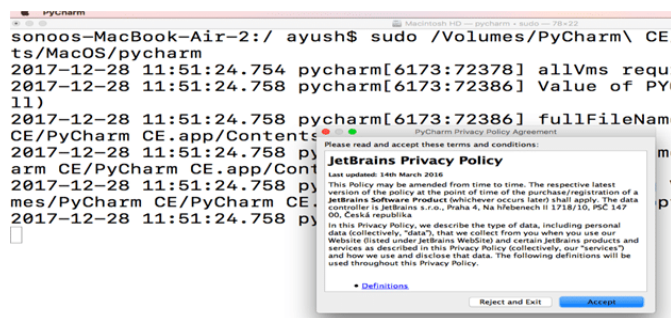 PyCharm
Macintosh HD — pycharm ‹ sudo — 78×22
sonoos-MacBook-Air-2:/ ayush$ sudo /Volumes/PyCharm\ CE
ts/MacOS/pycharm
2017-12-28 11:51:24.754 pycharm[6173:72378] allVms requ
2017-12-28 11:51:24.758 pycharm[6173:72386] Value of PY
ll)
2017-12-28 11:51:24.758 pycharm[6173:72386] fullFileNam
CE/PyCharm CE.app/Contents
2017-12-28 11:51:24.758 py
arm CE/PyCharm CE.app/Cont
2017-12-28 11:51:24.758 py
mes/PyCharm CE/PyCharm CE.
2017-12-28 11:51:24.758 py
PyCharm Privacy Policy Agreement
Please read and accept these terms and conditions:
JetBrains Privacy Policy
Last updated: 14th March 2016
This Policy may be amended from time to time. The respective latest
version of the policy at the point of time of the purchase/registration of a
JetBrains Software Product (whichever occurs later) shall apply. The data
controller is JetBrains s.r.o., Praha 4, Na hřebenech II 1718/10, PSČ 147
00, Česká republika
In this Privacy Policy, we describe the type of data, including personal
data (collectively, "data"), that we collect from you when you use our
Website (listed under JetBrains WebSite) and certain JetBrains products and
services as described in this Privacy Policy (collectively, our "services")
and how we use and disclose that data. The following definitions will be
used throughout this Privacy Policy.
• Definitions
Reject and Exit
Accept